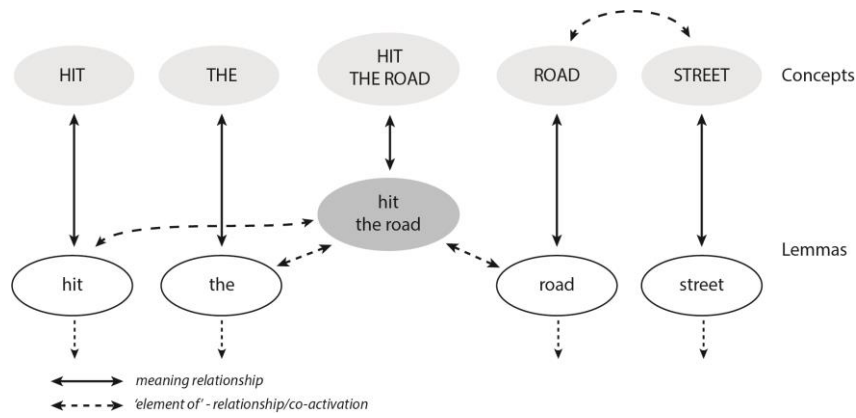 HIT
THE
HIT
THE ROAD
ROAD
STREET
Concepts
hit
the road
Lemmas
hit
the
road
street
meaning relationship
'element of' - relationship/co-activation